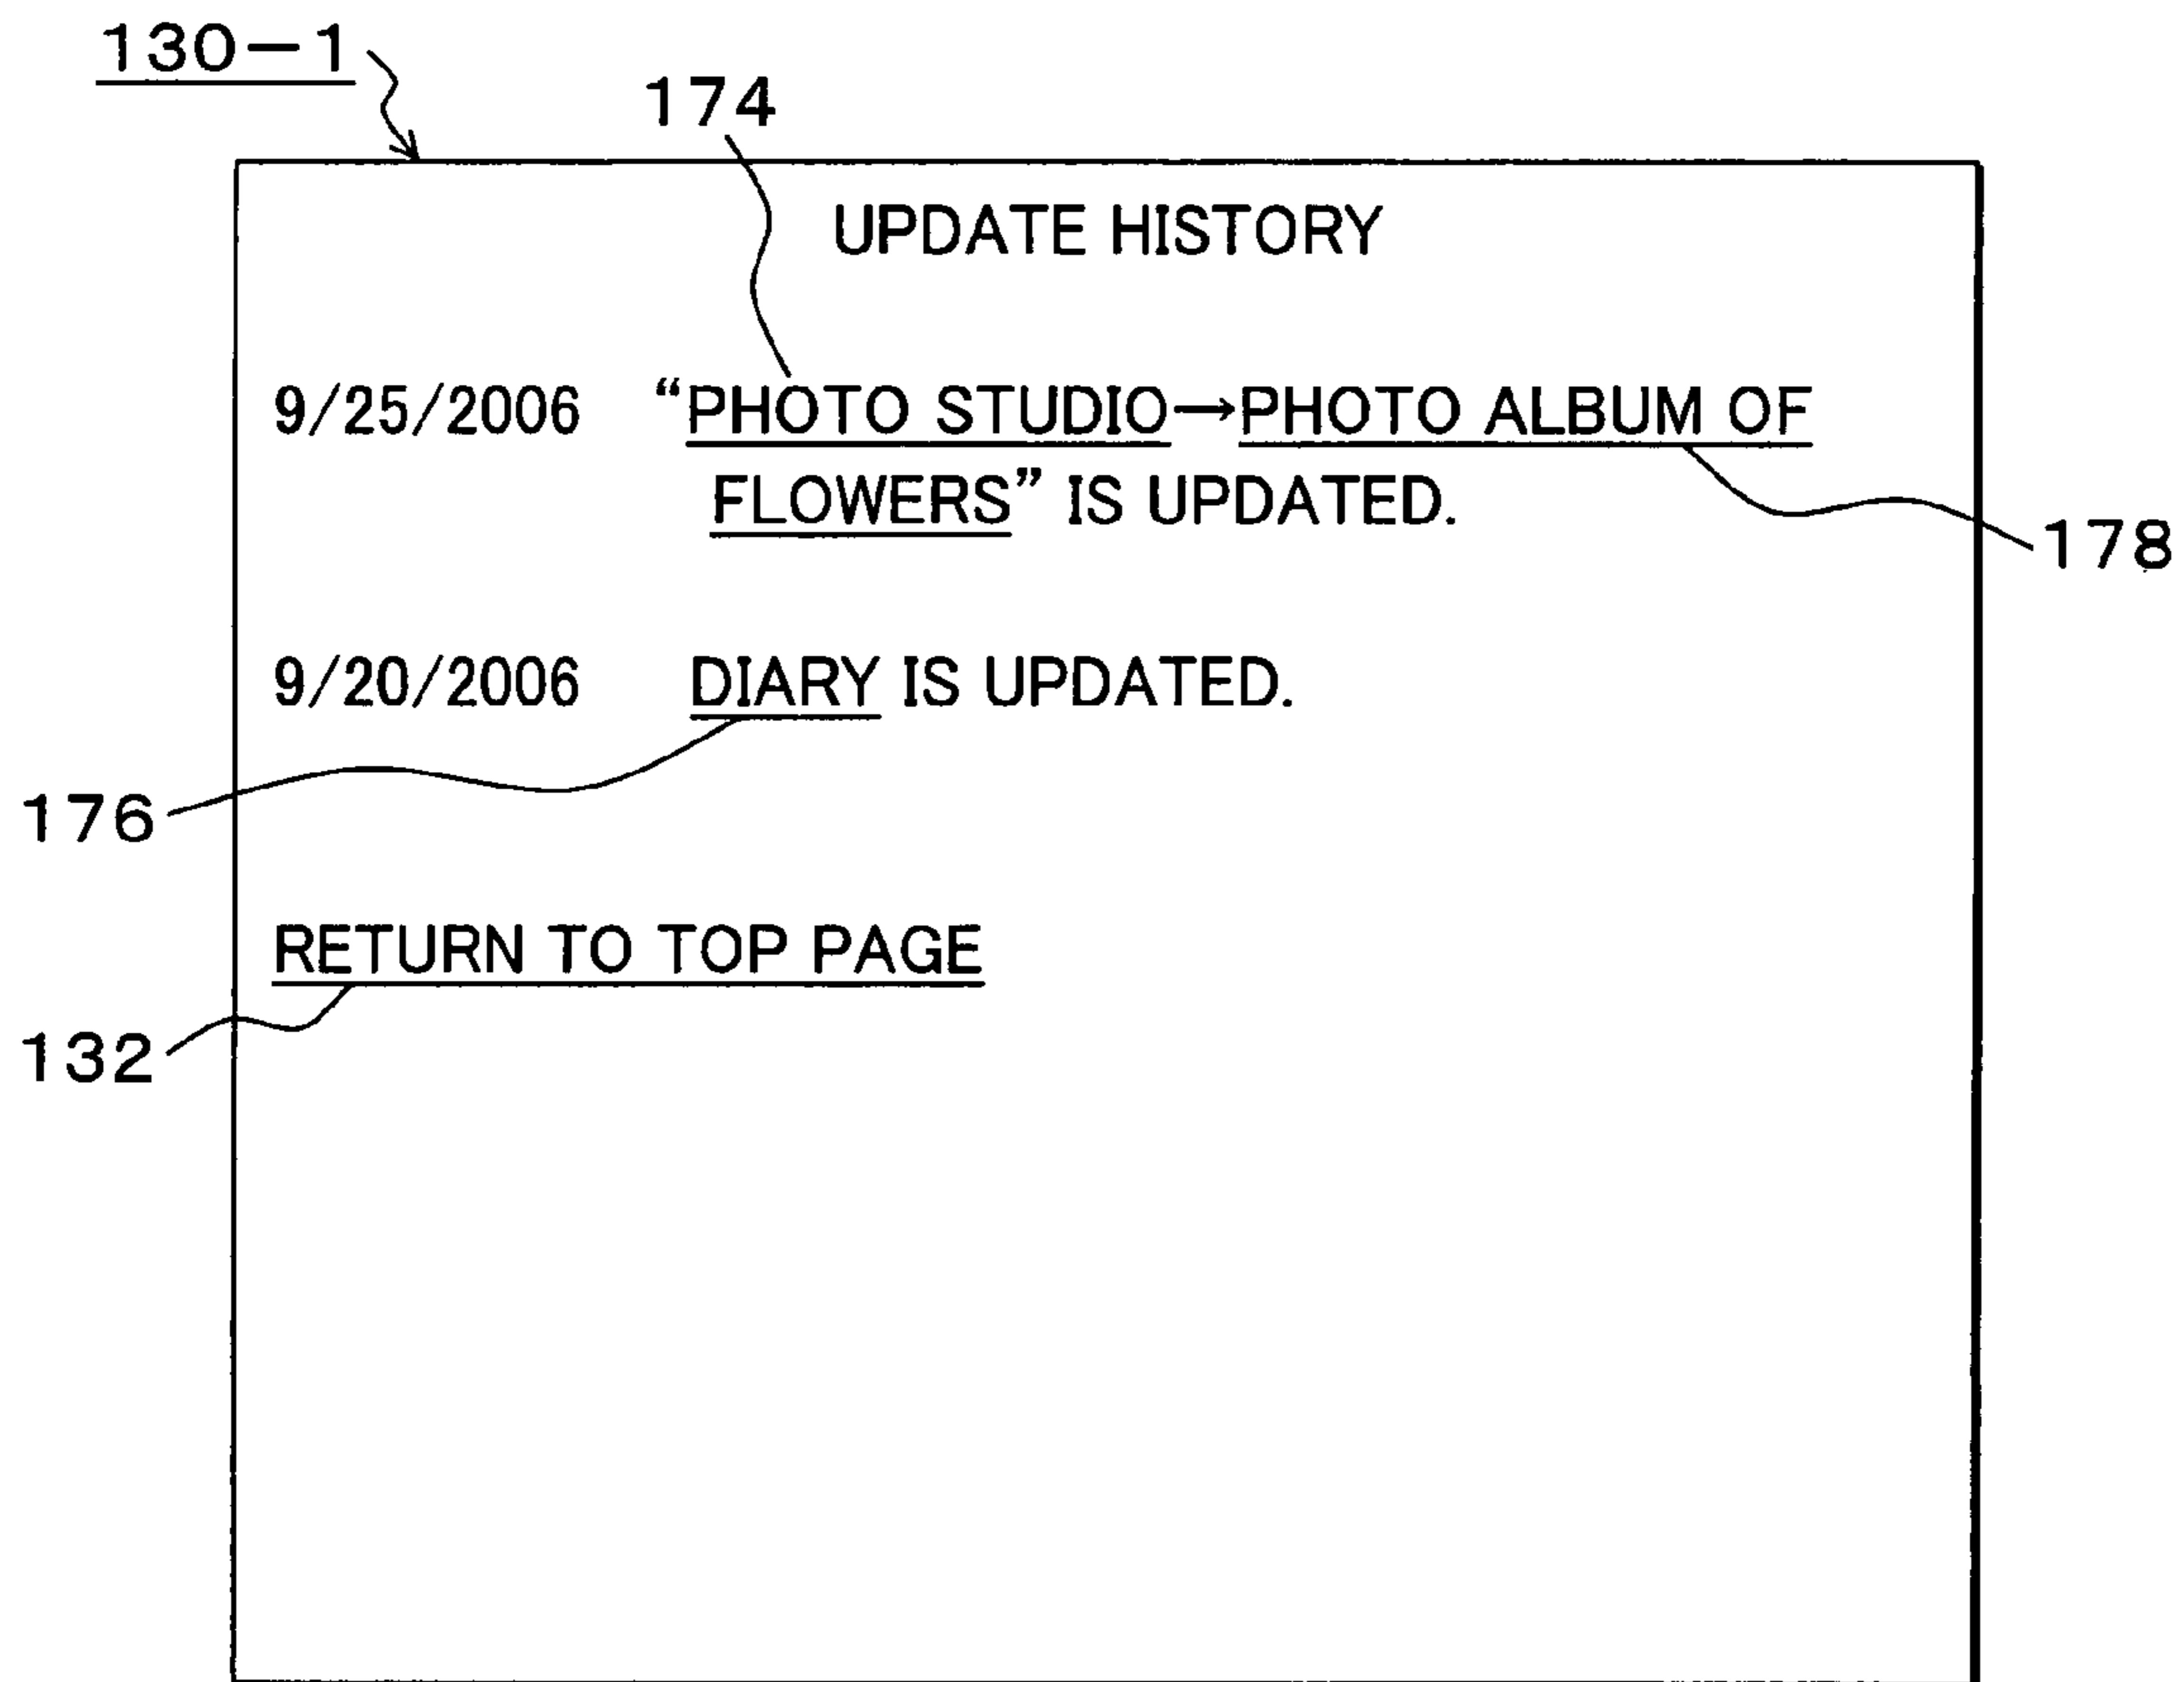 130-1
174
UPDATE HISTORY
9/25/2006 “PHOTO STUDIO→PHOTO ALBUM OF
FLOWERS” IS UPDATED.
178
9/20/2006 DIARY IS UPDATED.
176
RETURN TO TOP PAGE
132